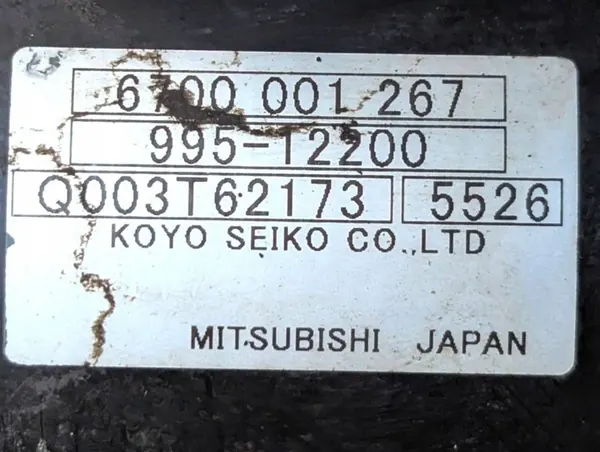 6700 001 267
995-12200
Q003T62173 5526
KOYO SEIKO CO.,LTD
MITSUBISHI JAPAN